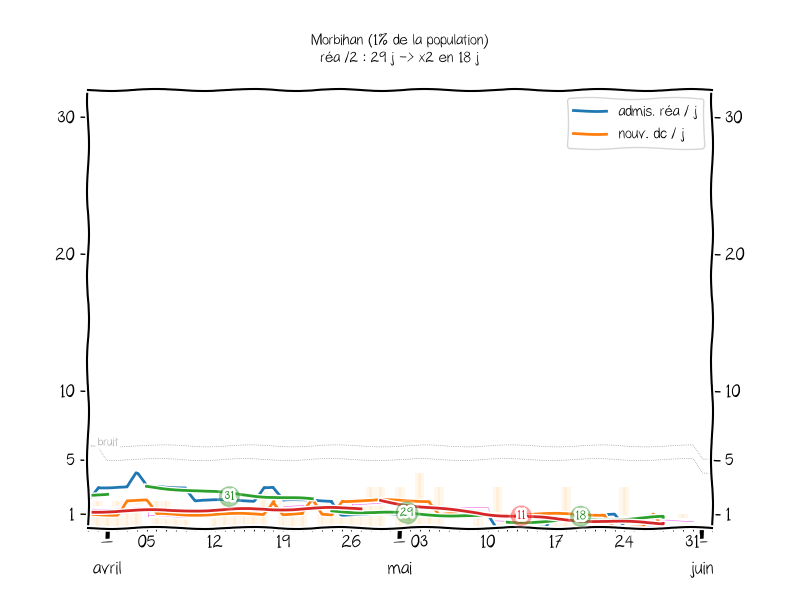 Morbihan (1% de la population)
réa /2 : 29 j -> x2 en 18 j
admis. réa / j
nouv. dc / j
30
30
20
20
10
10
bruit
5
5
31
29
11
18
1
1
05
12
19
26
03
10
17
24
31
avril
mai
juin